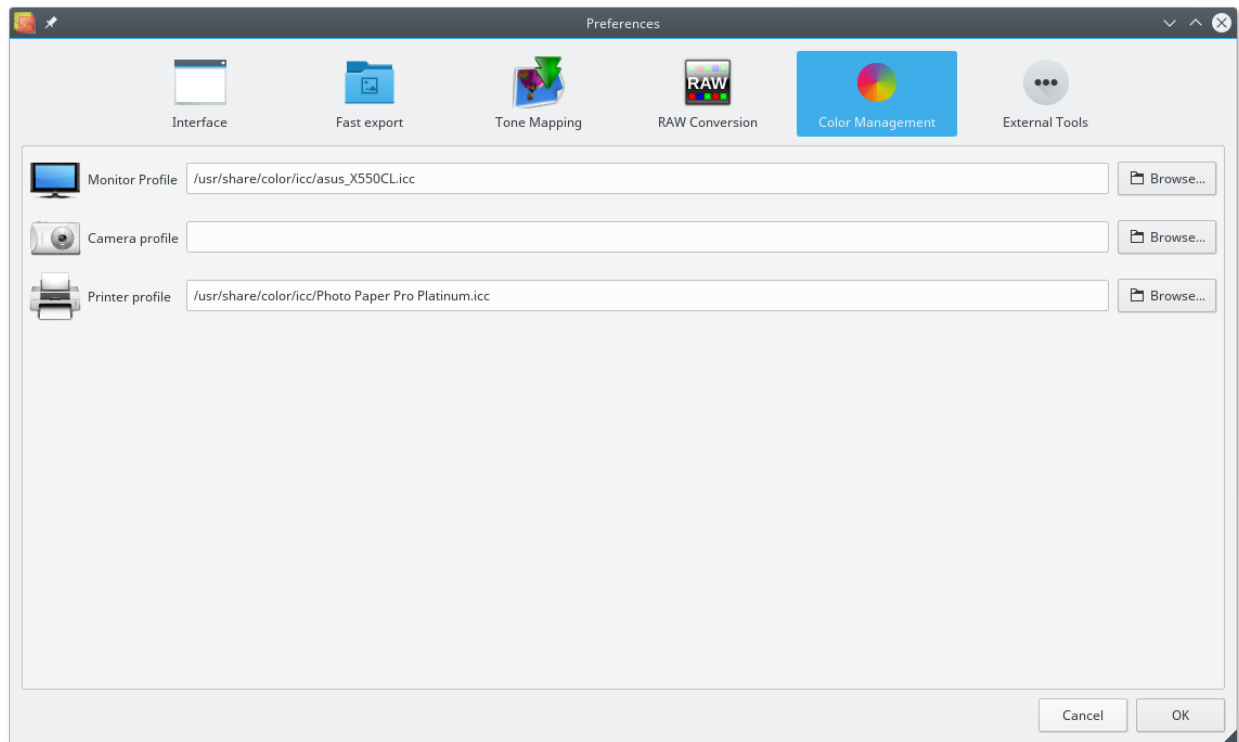 Preferences
Interface
Fast export
Tone Mapping
RAW
RAW Conversion
Color Management
External Tools
Monitor Profile /usr/share/color/icc/asus_X550CL.icc Browse...
Camera profile Browse...
Printer profile /usr/share/color/icc/Photo Paper Pro Platinum.icc Browse...
Cancel OK